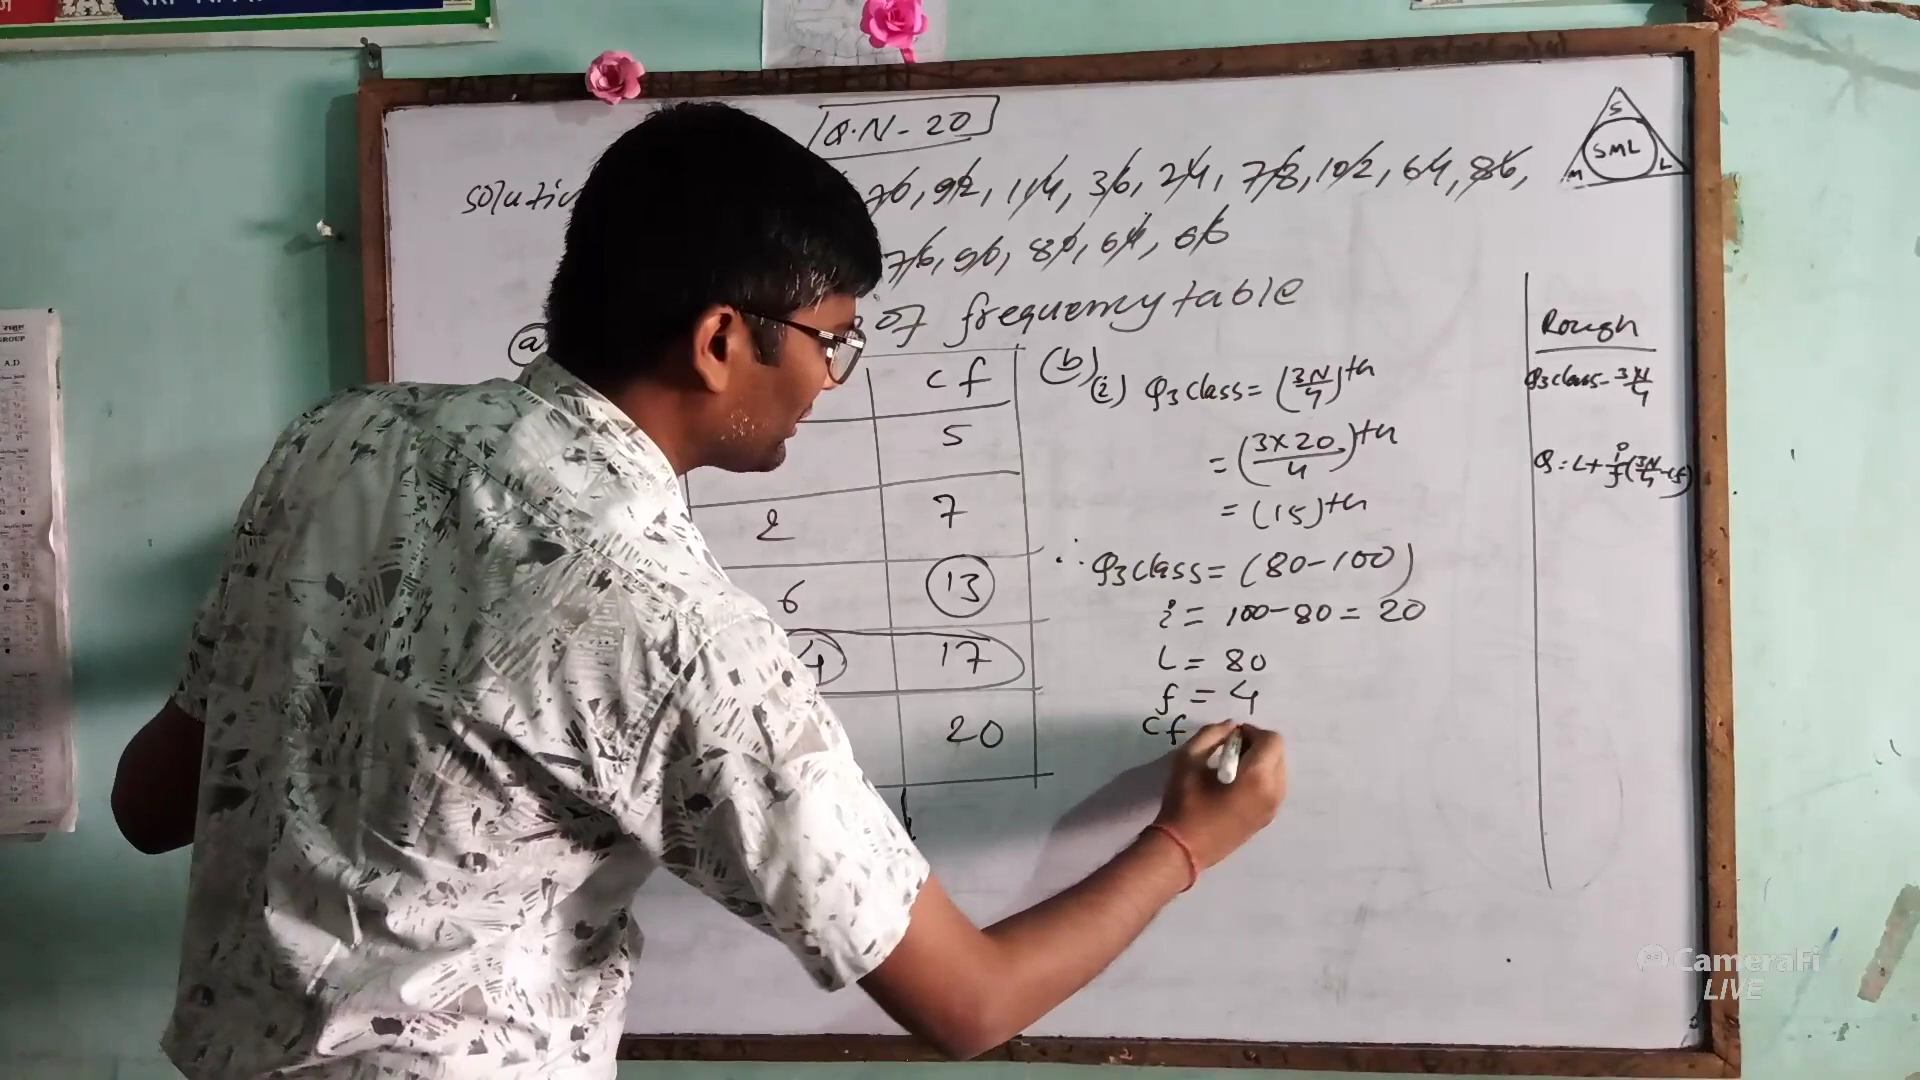 Q.N-20
S
SML
M L
70, 92, 114, 36, 24, 78, 102, 64, 86,
76, 96, 84, 64, 66
of frequency table
(a)
cf
5
2 7
6 13
4 17
20
(b)
(i) Q₃ class = (3N/4)th
= (3×20/4)th
= (15)th
∴ Q₃ class = (80-100)
i = 100-80 = 20
L = 80
f = 4
cf
Rough
Q₃ class - 3N/4
Q = L + i/f (3N/4 - cf)
CameraFi
LIVE